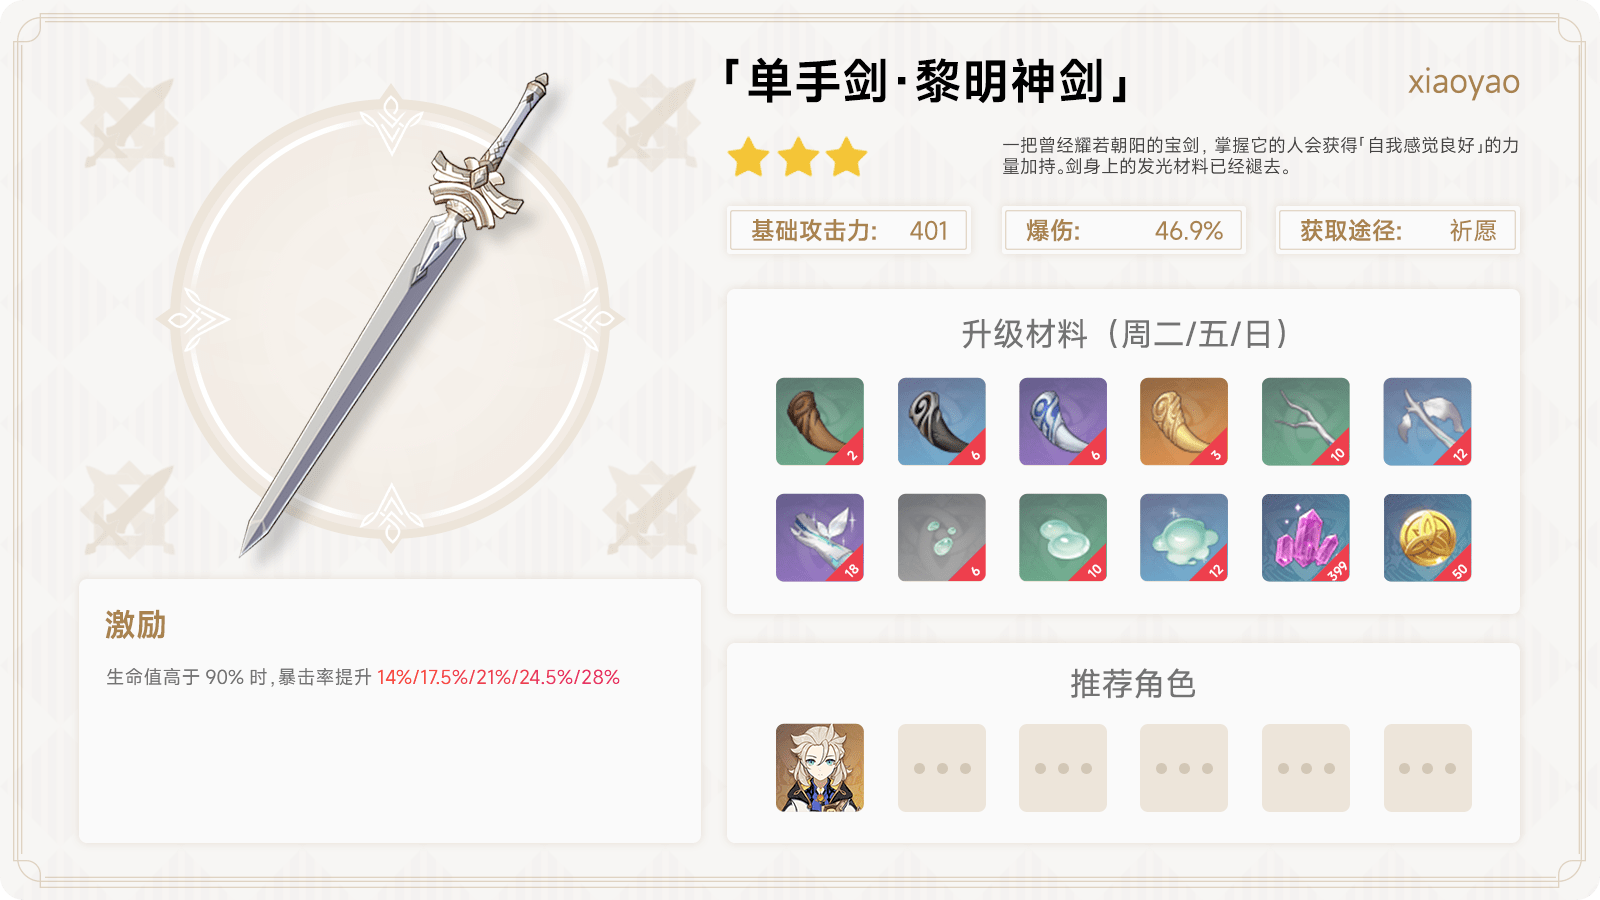 「单手剑·黎明神剑」
xiaoyao
一把曾经耀若朝阳的宝剑，掌握它的人会获得「自我感觉良好」的力
量加持。剑身上的发光材料已经褪去。
基础攻击力: 401
爆伤: 46.9%
获取途径: 祈愿
升级材料（周二/五/日）
2 6 6 3 10 12
18 6 10 12 399 50
激励
生命值高于 90% 时,暴击率提升 14%/17.5%/21%/24.5%/28%
推荐角色